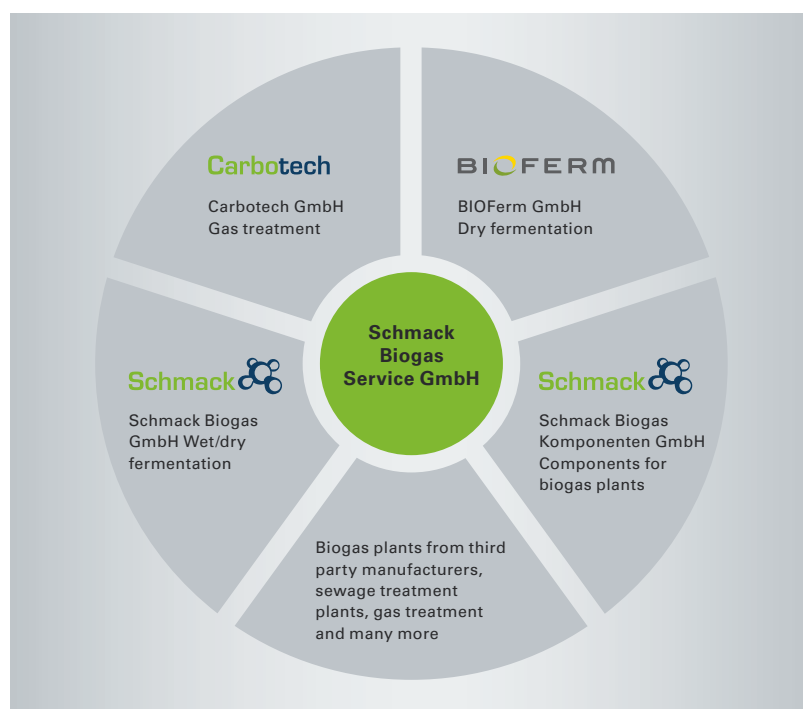 Carbotech
Carbotech GmbH
Gas treatment
BIOFERM
BIOFerm GmbH
Dry fermentation
Schmack
Biogas
Service GmbH
Schmack
Schmack Biogas
GmbH Wet/dry
fermentation
Schmack
Schmack Biogas
Komponenten GmbH
Components for
biogas plants
Biogas plants from third
party manufacturers,
sewage treatment
plants, gas treatment
and many more